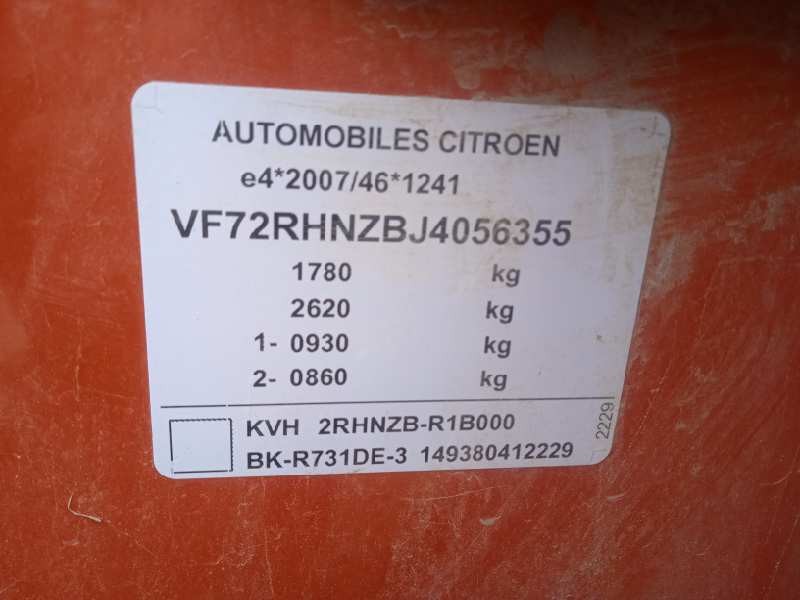 AUTOMOBILES CITROEN
e4*2007/46*1241
VF72RHNZBJ4056355
1780 kg
2620 kg
1- 0930 kg
2- 0860 kg
KVH 2RHNZB-R1B000
BK-R731DE-3 149380412229
2229